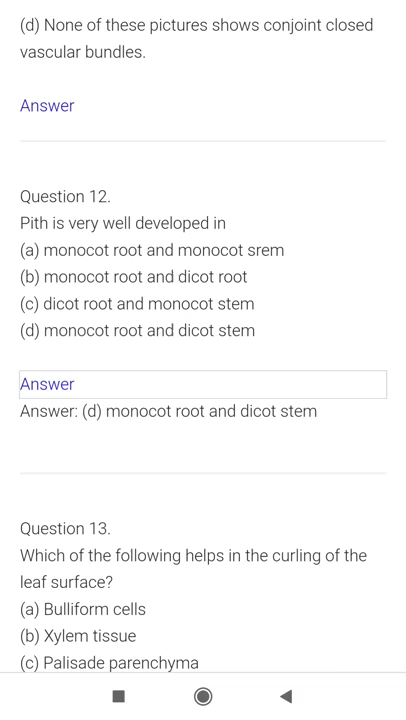 (d) None of these pictures shows conjoint closed
vascular bundles.
Answer
Question 12.
Pith is very well developed in
(a) monocot root and monocot srem
(b) monocot root and dicot root
(c) dicot root and monocot stem
(d) monocot root and dicot stem
Answer
Answer: (d) monocot root and dicot stem
Question 13.
Which of the following helps in the curling of the
leaf surface?
(a) Bulliform cells
(b) Xylem tissue
(c) Palisade parenchyma